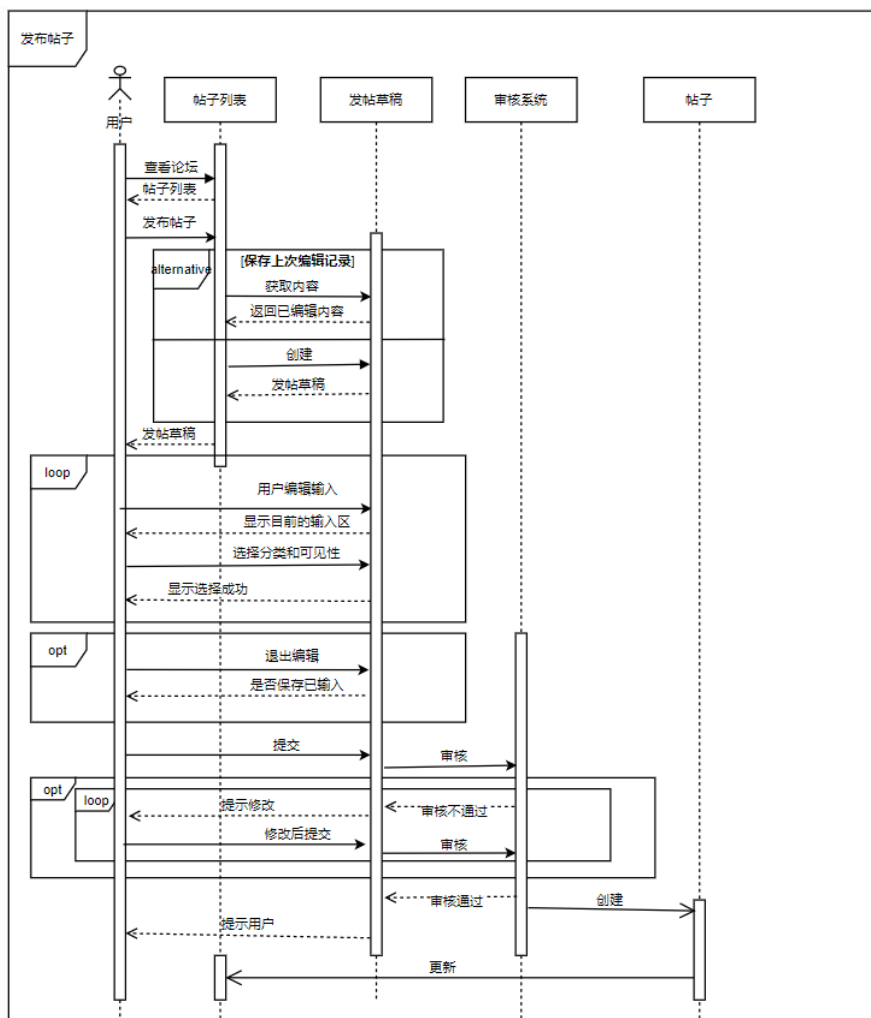 发布帖子
用户
帖子列表
发帖草稿
审核系统
帖子
查看论坛
帖子列表
发布帖子
alternative
[保存上次编辑记录]
获取内容
返回已编辑内容
创建
发帖草稿
发帖草稿
loop
用户编辑输入
显示目前的输入区
选择分类和可见性
显示选择成功
opt
退出编辑
是否保存已输入
提交
审核
opt
loop
审核不通过
提示修改
修改后提交
审核
审核通过
创建
提示用户
更新